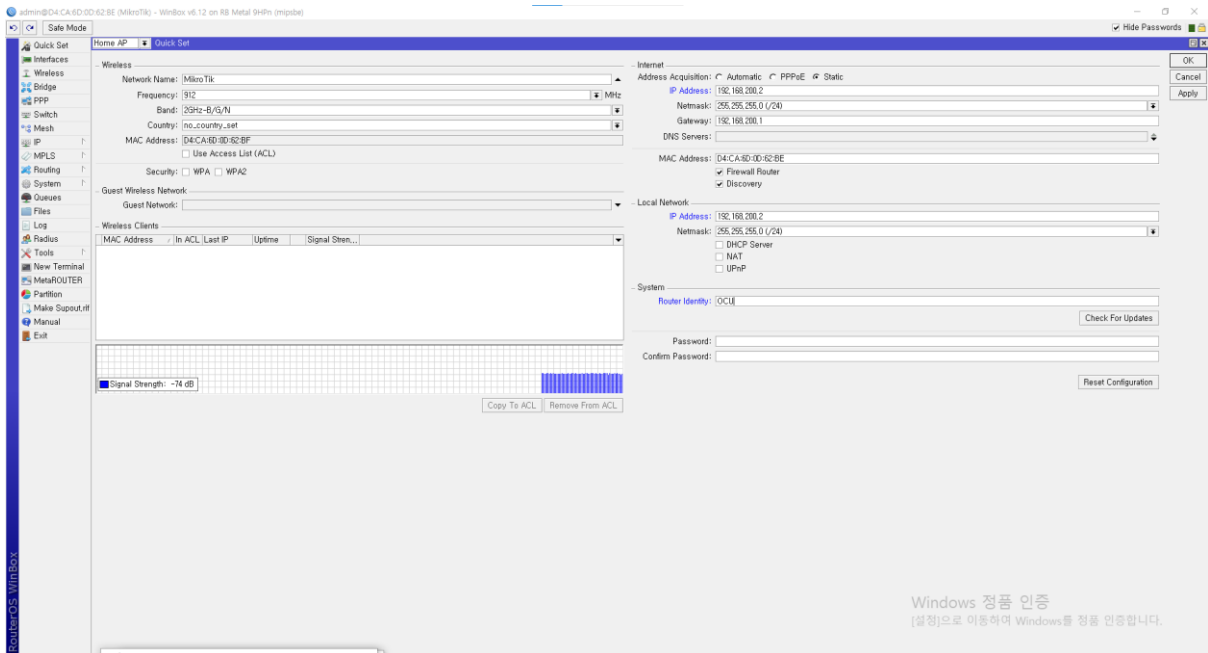 admin@D4:CA:6D:0D:62:BE (MikroTik) - WinBox v6.12 on RB Metal 9HPn (mipsbe)
Safe Mode
Hide Passwords
Quick Set
Interfaces
Wireless
Bridge
PPP
Switch
Mesh
IP
MPLS
Routing
System
Queues
Files
Log
Radius
Tools
New Terminal
MetaROUTER
Partition
Make Supout.rif
Manual
Exit
RouterOS WinBox
Home AP Quick Set
Wireless
Network Name: MikroTik
Frequency: 912 MHz
Band: 2GHz-B/G/N
Country: no_country_set
MAC Address: D4:CA:6D:0D:62:BF
Use Access List (ACL)
Security: WPA WPA2
Guest Wireless Network
Guest Network:
Wireless Clients
MAC Address In ACL Last IP Uptime Signal Stren...
Signal Strength: -74 dB
Copy To ACL Remove From ACL
Internet
Address Acquisition: Automatic PPPoE Static
IP Address: 192.168.200.2
Netmask: 255.255.255.0 (/24)
Gateway: 192.168.200.1
DNS Servers:
MAC Address: D4:CA:6D:0D:62:BE
Firewall Router
Discovery
Local Network
IP Address: 192.168.200.2
Netmask: 255.255.255.0 (/24)
DHCP Server
NAT
UPnP
System
Router Identity: OCU
Check For Updates
Password:
Confirm Password:
Reset Configuration
OK
Cancel
Apply
Windows 정품 인증
[설정]으로 이동하여 Windows를 정품 인증합니다.